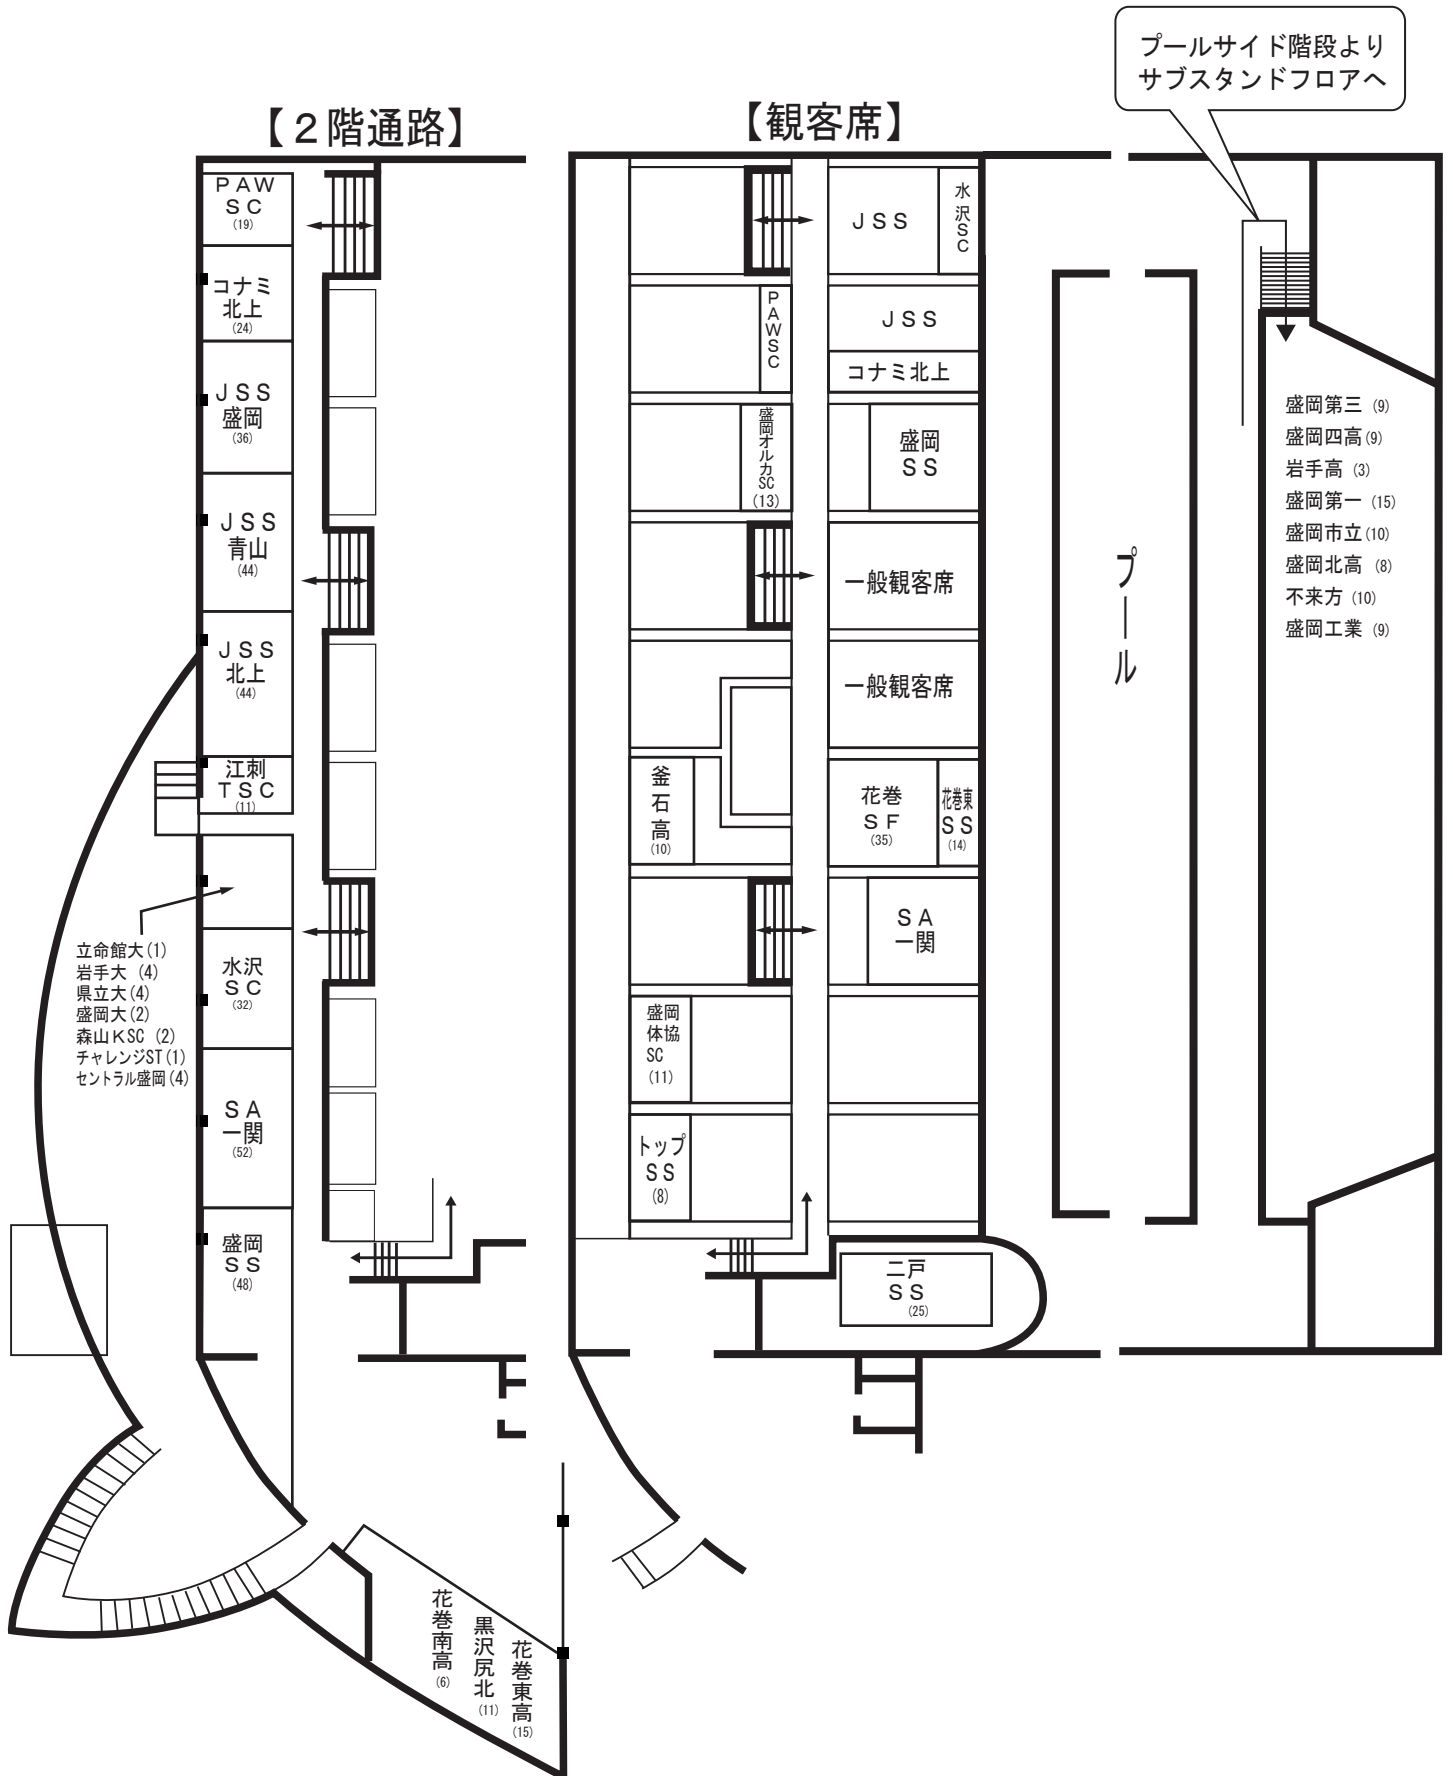 プールサイド階段より
サブスタンドフロアへ
【２階通路】
【観客席】
ＰＡＷ
ＳＣ
(19)
コナミ
北上
(24)
ＪＳＳ
盛岡
(36)
ＪＳＳ
青山
(44)
ＪＳＳ
北上
(44)
江刺
ＴＳＣ
(11)
立命館大(1)
岩手大 (4)
県立大(4)
盛岡大(2)
森山ＫSC (2)
チャレンジST(1)
セントラル盛岡(4)
水沢
ＳＣ
(32)
ＳＡ
一関
(52)
盛岡
ＳＳ
(48)
花巻南高
(6)
黒沢尻北
(11)
花巻東高
(15)
ＪＳＳ
水沢ＳＣ
ＰＡＷＳＣ
ＪＳＳ
コナミ北上
盛岡オルカSC
(13)
盛岡
ＳＳ
一般観客席
一般観客席
釜石高
(10)
花巻
ＳＦ
(35)
花巻東
ＳＳ
(14)
ＳＡ
一関
盛岡
体協
SC
(11)
トップ
ＳＳ
(8)
二戸
ＳＳ
(25)
プール
盛岡第三 (9)
盛岡四高(9)
岩手高 (3)
盛岡第一 (15)
盛岡市立(10)
盛岡北高 (8)
不来方 (10)
盛岡工業 (9)